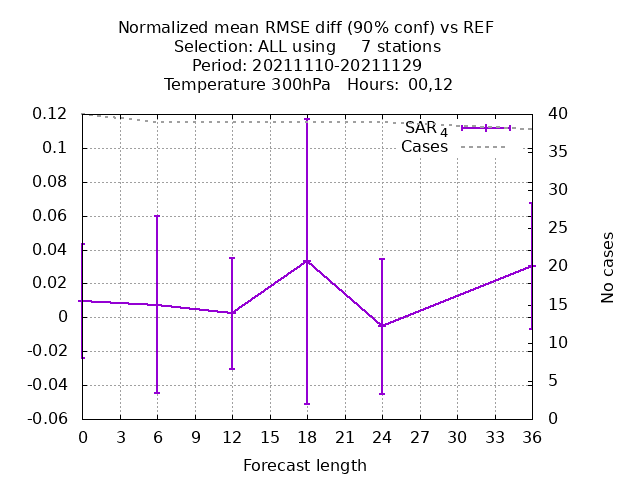 Normalized mean RMSE diff (90% conf) vs REF
Selection: ALL using     7 stations
Period: 20211110-20211129
Temperature 300hPa   Hours: 00,12
0.12
0.1
0.08
0.06
0.04
0.02
0
-0.02
-0.04
-0.06
40
35
30
25
20
15
10
5
0
SAR 4
Cases
No cases
0 3 6 9 12 15 18 21 24 27 30 33 36
Forecast length